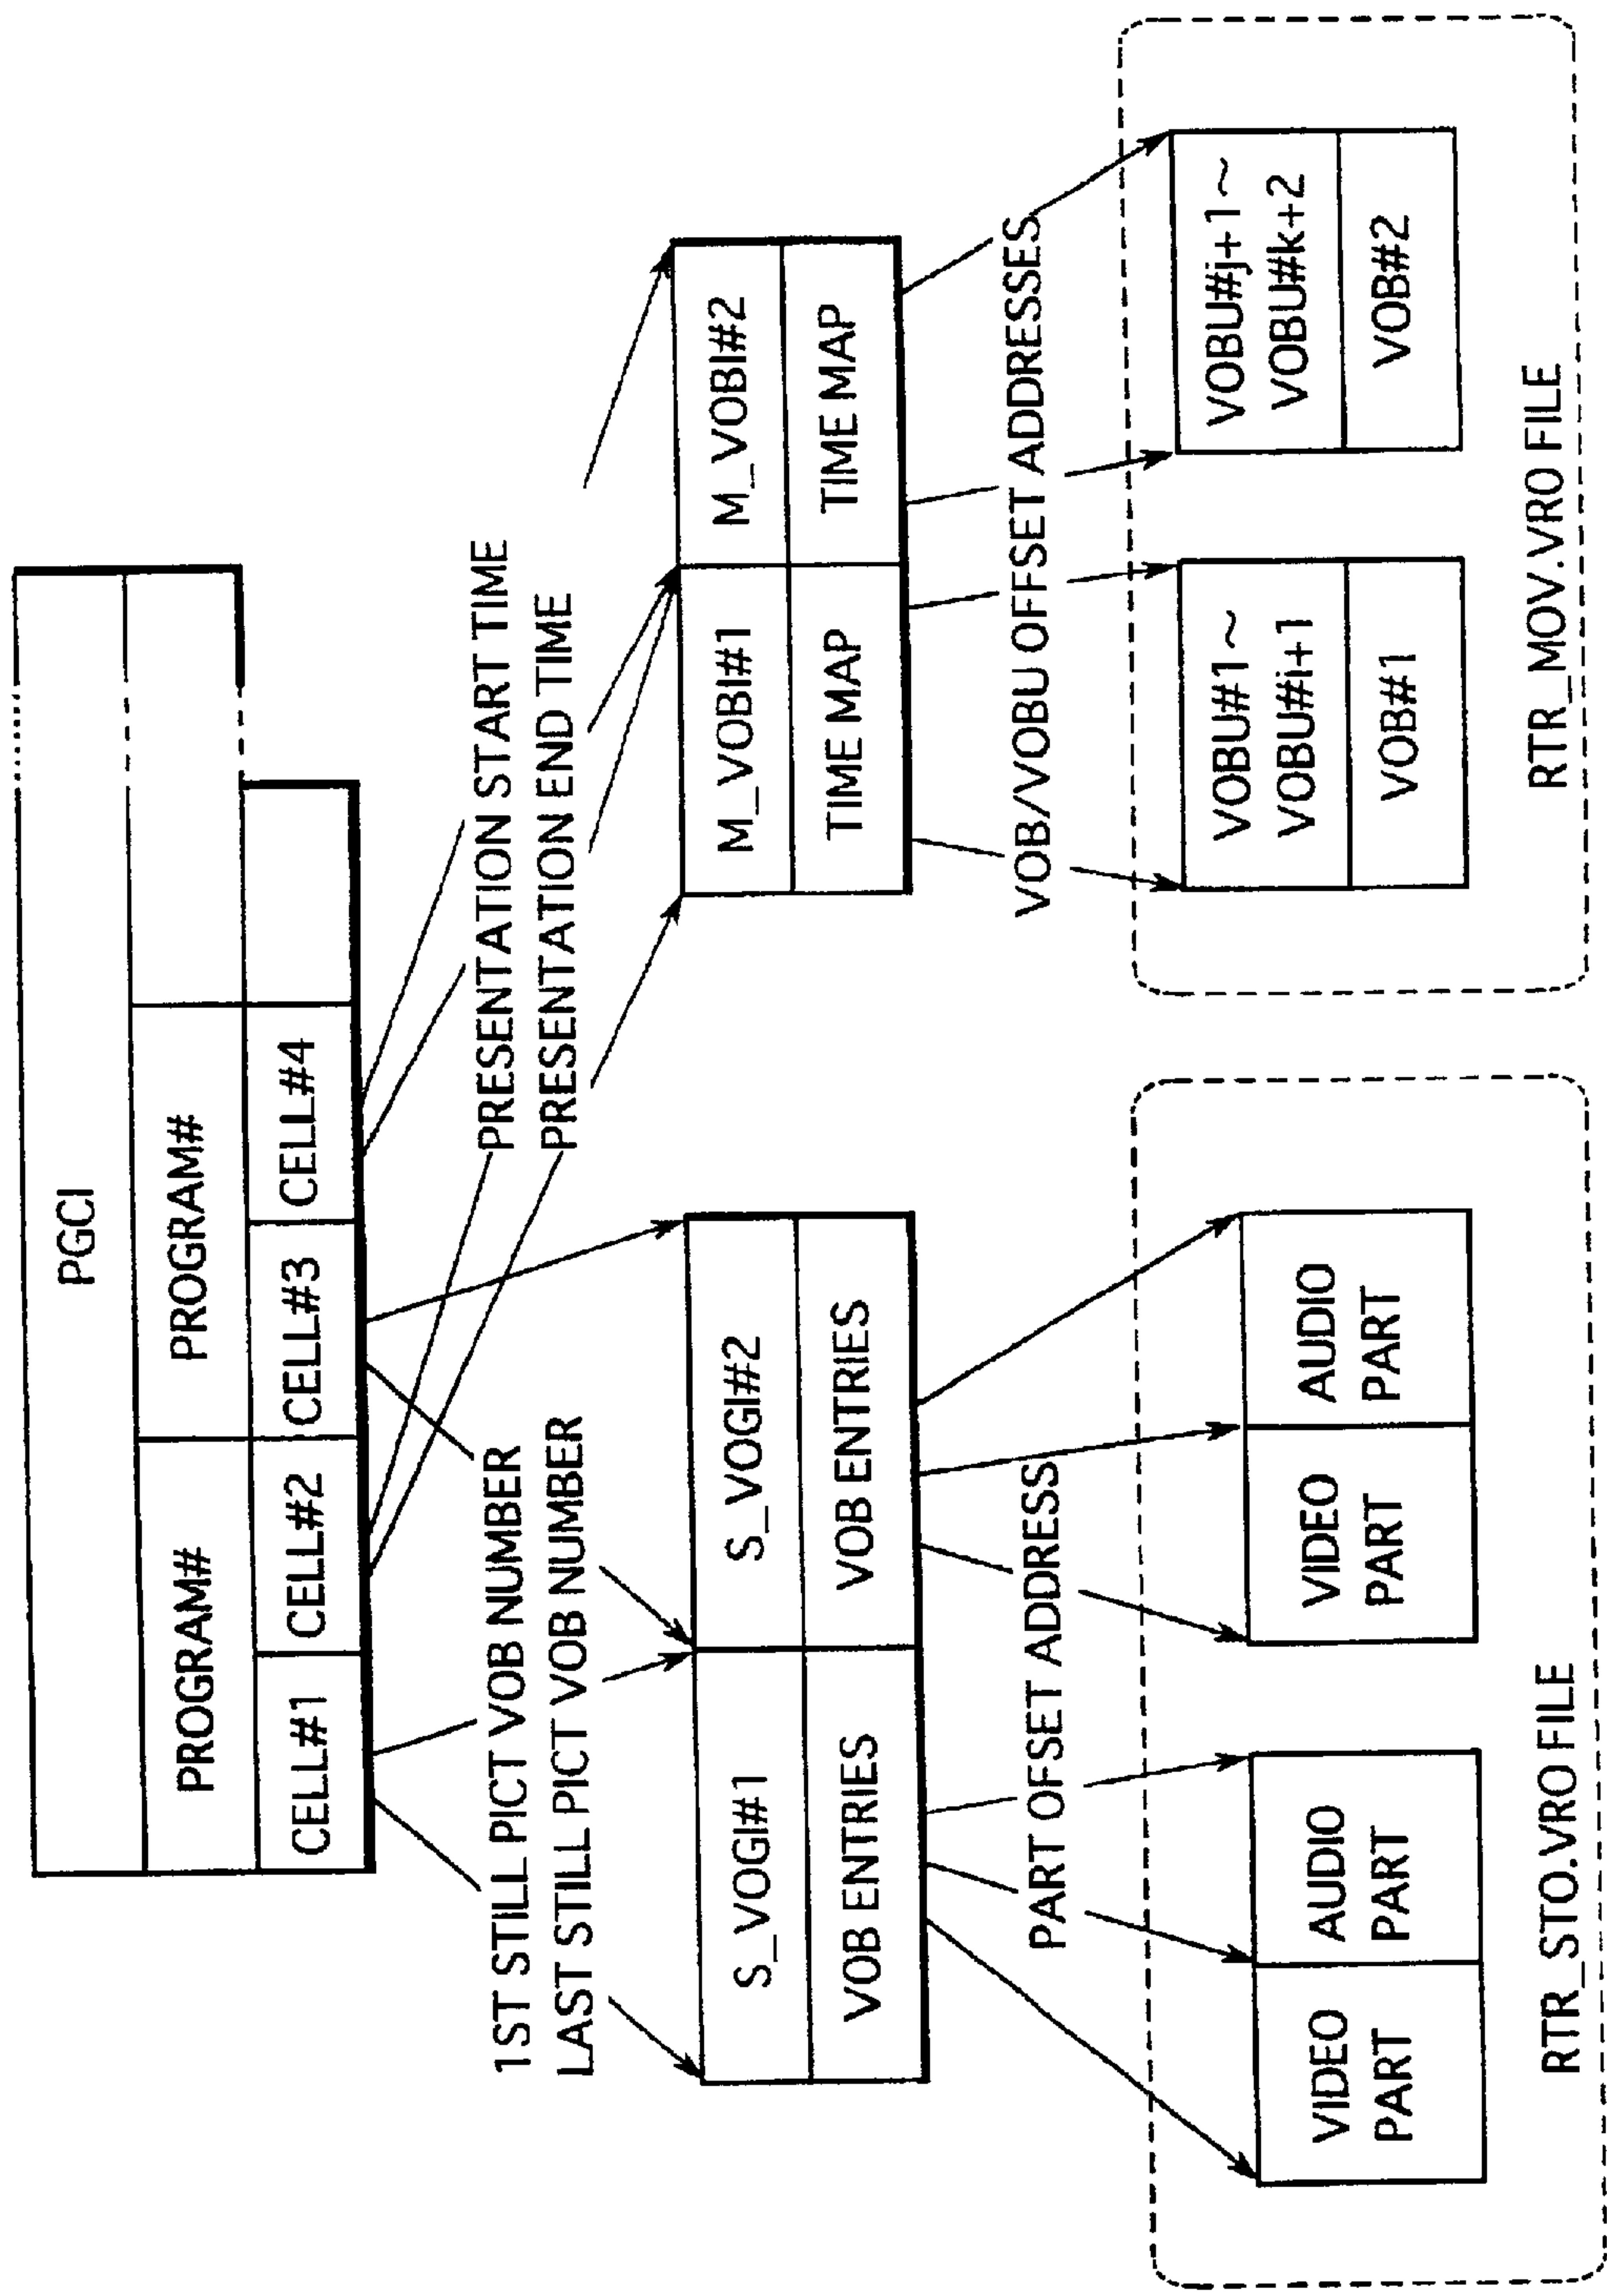 PGCI
PROGRAM#
PROGRAM#
CELL#1
CELL#2
CELL#3
CELL#4
1ST STILL PICT VOB NUMBER
LAST STILL PICT VOB NUMBER
PRESENTATION START TIME
PRESENTATION END TIME
S_VOGI#1
S_VOGI#2
VOB ENTRIES
VOB ENTRIES
M_VOBI#1
M_VOBI#2
TIME MAP
TIME MAP
PART OFFSET ADDRESS
VOB/VOBU OFFSET ADDRESSES
VIDEO
PART
AUDIO
PART
VIDEO
PART
AUDIO
PART
VOBU#1~
VOBU#i+1
VOB#1
VOBU#j+1~
VOBU#k+2
VOB#2
RTR_STO.VRO FILE
RTR_MOV.VRO FILE